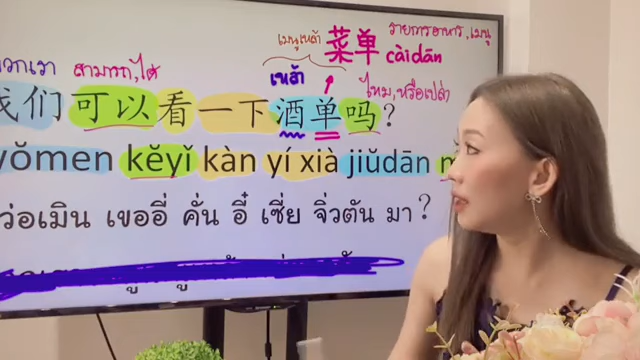 เมนูเหล้า 菜单 รายการอาหาร,เมนู
càidān
พวกเรา สามารถ,ได้ เหล้า ไหม,หรือเปล่า
我们可以看一下酒单吗?
wǒmen kěyǐ kàn yí xià jiǔdān
ว่อเมิน เขออี่ คั่น อี๋ เซี่ย จิ่วตัน มา?